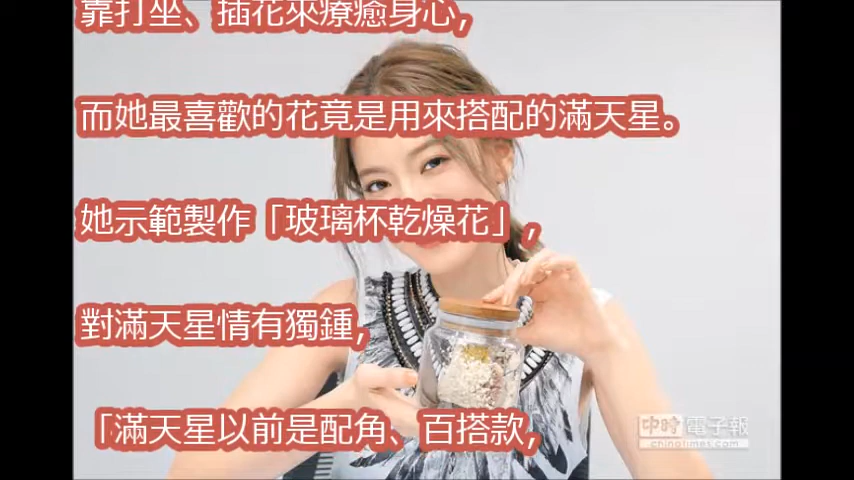 靠打坐、插花來療癒身心，
而她最喜歡的花竟是用來搭配的滿天星。
她示範製作「玻璃杯乾燥花」，
對滿天星情有獨鍾，
「滿天星以前是配角、百搭款，
中時電子報
chinatimes.com